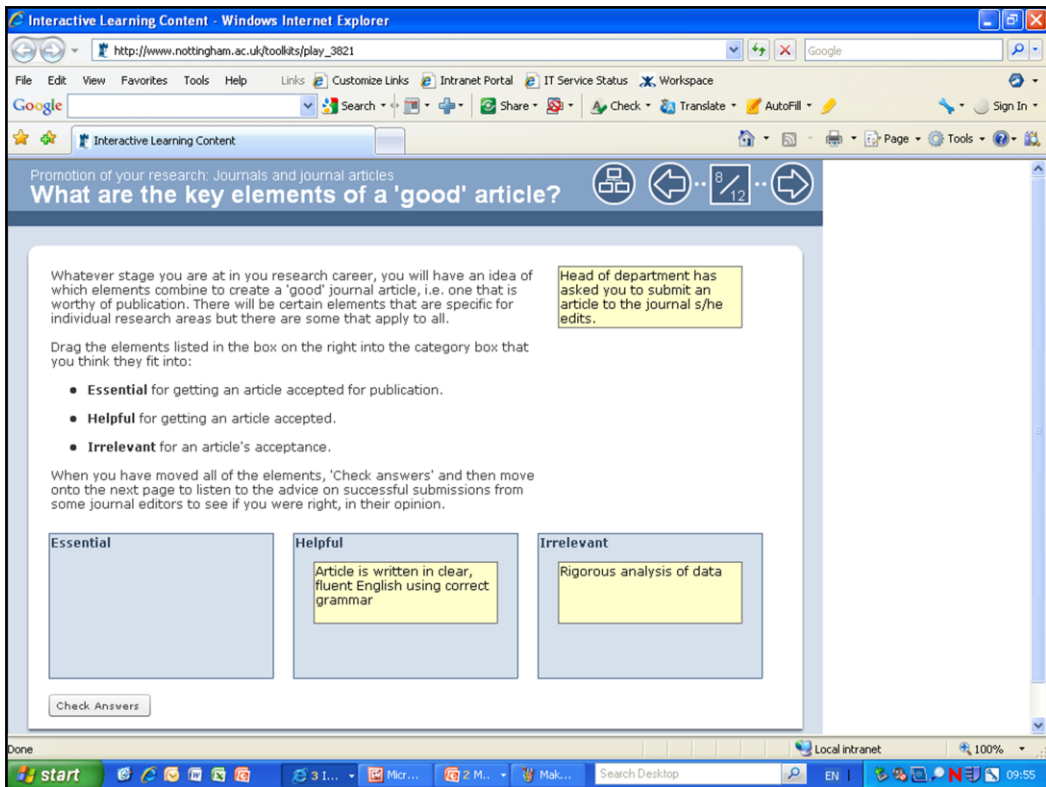 Interactive Learning Content - Windows Internet Explorer
http://www.nottingham.ac.uk/toolkits/play_3821
Google
File Edit View Favorites Tools Help Links Customize Links Intranet Portal IT Service Status Workspace
Google Search Share Check Translate AutoFill Sign In
Interactive Learning Content Page Tools
Promotion of your research: Journals and journal articles
What are the key elements of a 'good' article?
8/12
Whatever stage you are at in you research career, you will have an idea of
which elements combine to create a 'good' journal article, i.e. one that is
worthy of publication. There will be certain elements that are specific for
individual research areas but there are some that apply to all.
Head of department has
asked you to submit an
article to the journal s/he
edits.
Drag the elements listed in the box on the right into the category box that
you think they fit into:
• Essential for getting an article accepted for publication.
• Helpful for getting an article accepted.
• Irrelevant for an article's acceptance.
When you have moved all of the elements, 'Check answers' and then move
onto the next page to listen to the advice on successful submissions from
some journal editors to see if you were right, in their opinion.
Essential
Helpful
Article is written in clear,
fluent English using correct
grammar
Irrelevant
Rigorous analysis of data
Check Answers
Done Local intranet 100%
start 3 I... Micr... 2 M.. Mak... Search Desktop EN 09:55